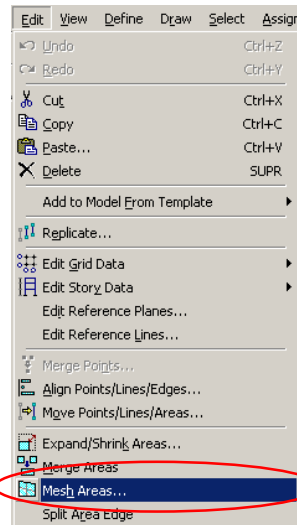 Edit View Define Draw Select Assign
Undo Ctrl+Z
Redo Ctrl+Y
Cut Ctrl+X
Copy Ctrl+C
Paste... Ctrl+V
Delete SUPR
Add to Model From Template
Replicate...
Edit Grid Data
Edit Story Data
Edit Reference Planes...
Edit Reference Lines...
Merge Points...
Align Points/Lines/Edges...
Move Points/Lines/Areas...
Expand/Shrink Areas...
Merge Areas
Mesh Areas...
Split Area Edge